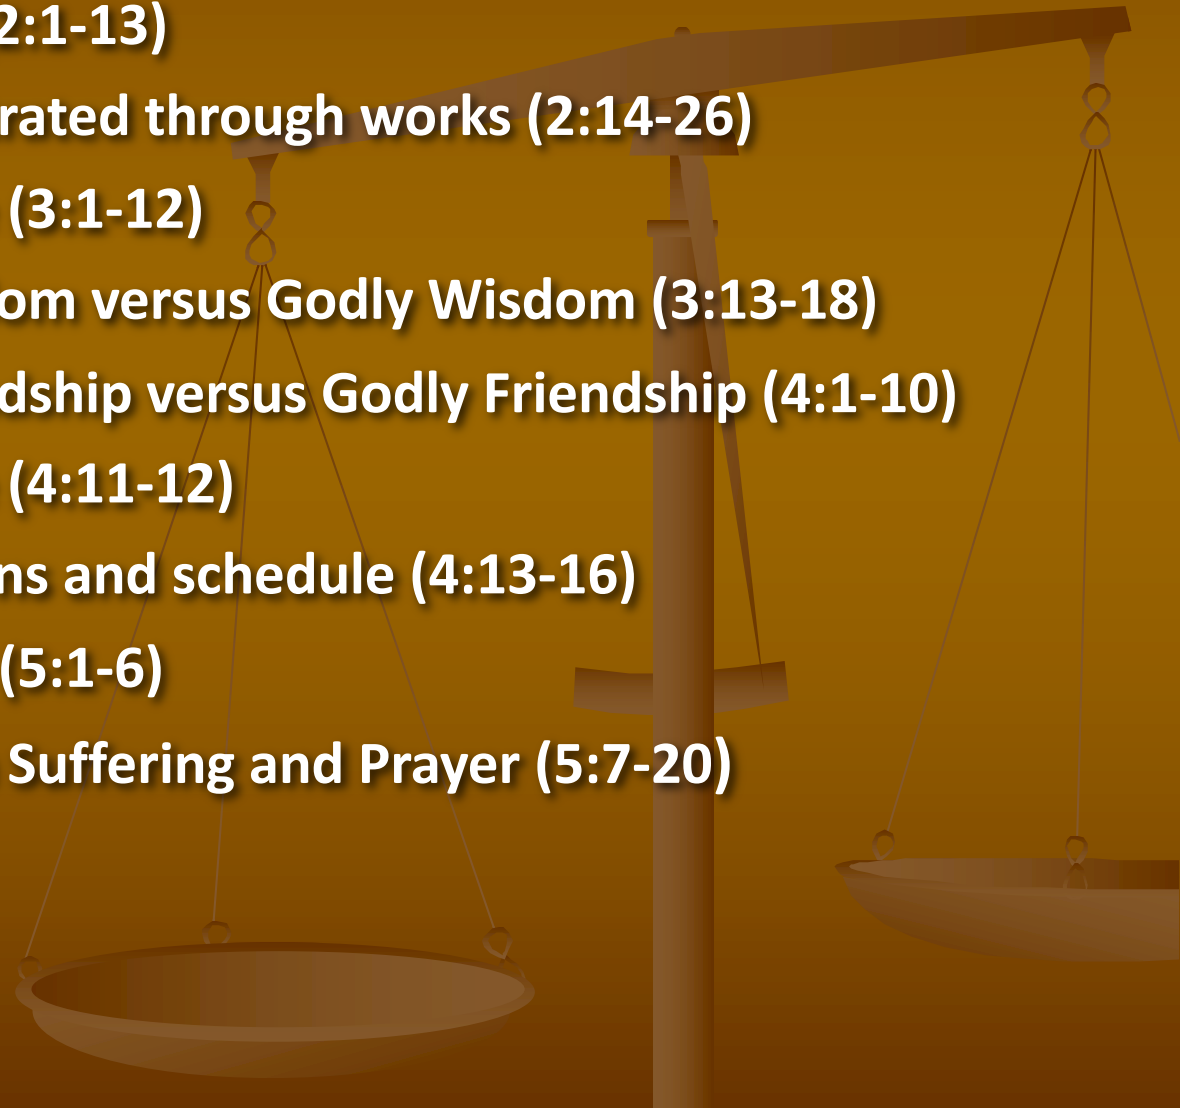 2:1-13)
rated through works (2:14-26)
(3:1-12)
om versus Godly Wisdom (3:13-18)
dship versus Godly Friendship (4:1-10)
(4:11-12)
ns and schedule (4:13-16)
(5:1-6)
Suffering and Prayer (5:7-20)